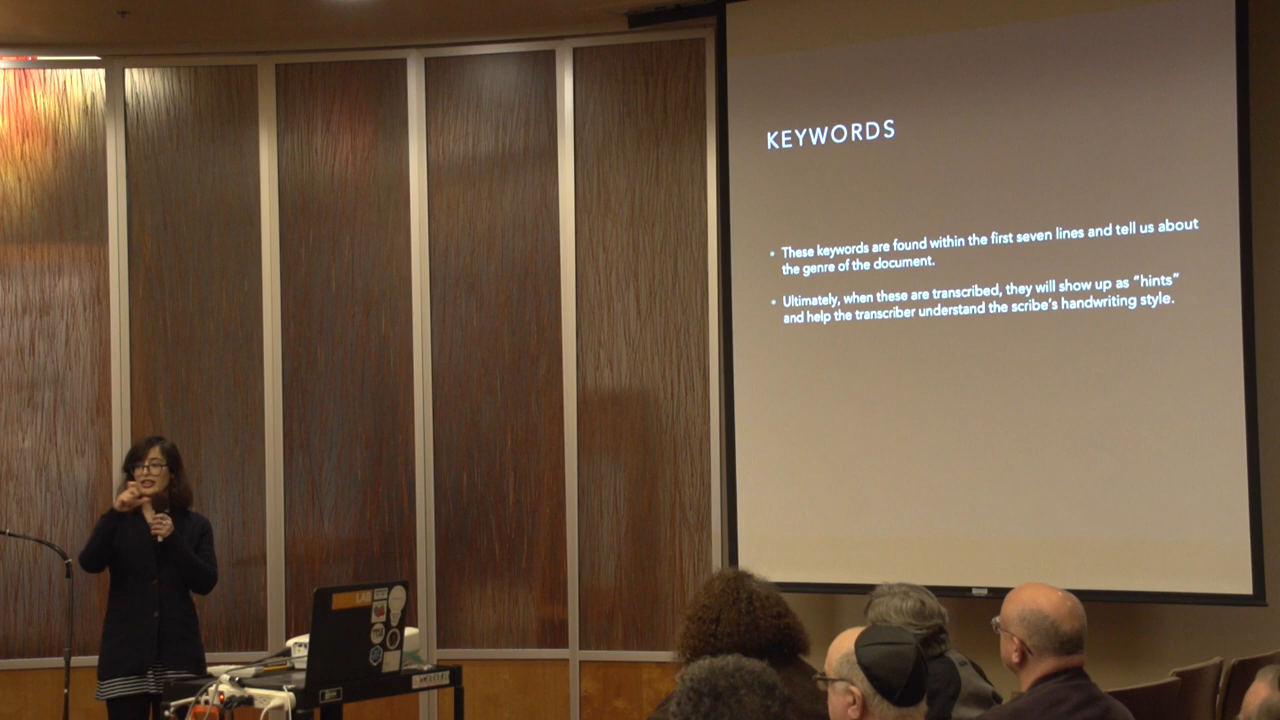 KEYWORDS
• These keywords are found within the first seven lines and tell us about
the genre of the document.
• Ultimately, when these are transcribed, they will show up as "hints"
and help the transcriber understand the scribe's handwriting style.
LAB